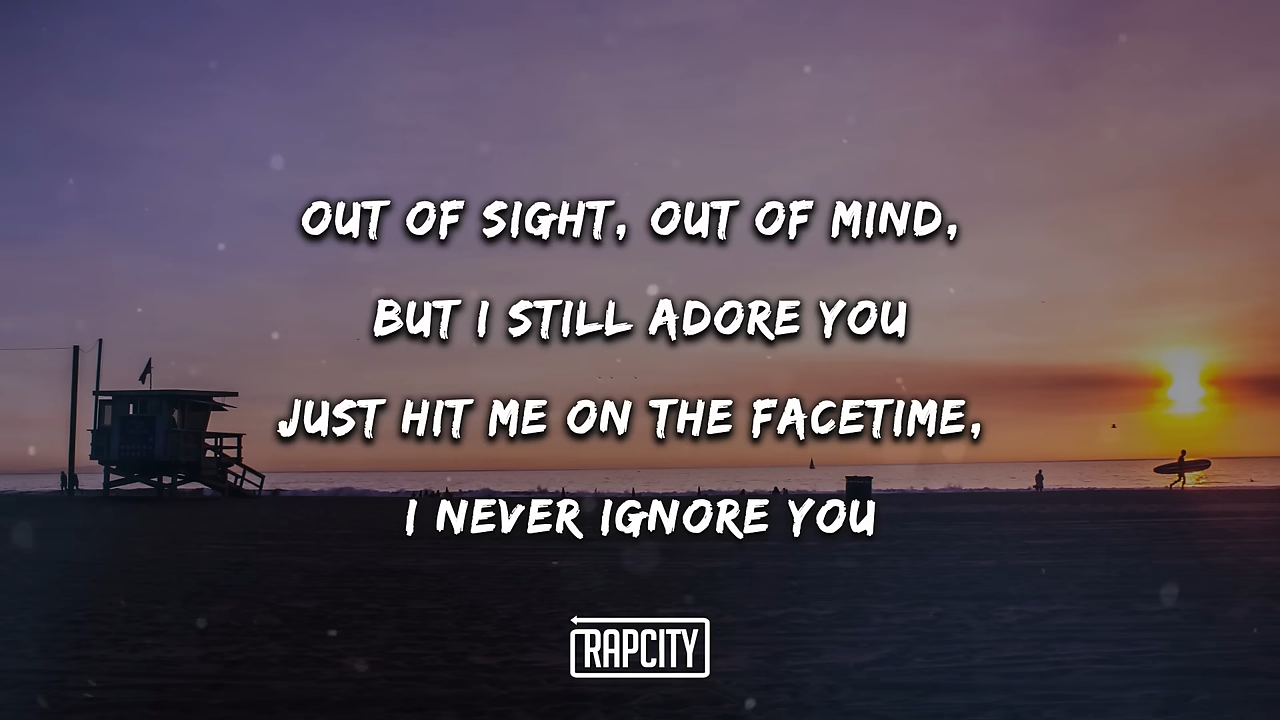 OUT OF SIGHT, OUT OF MIND,
BUT I STILL ADORE YOU
JUST HIT ME ON THE FACETIME,
I NEVER IGNORE YOU
RAPCITY